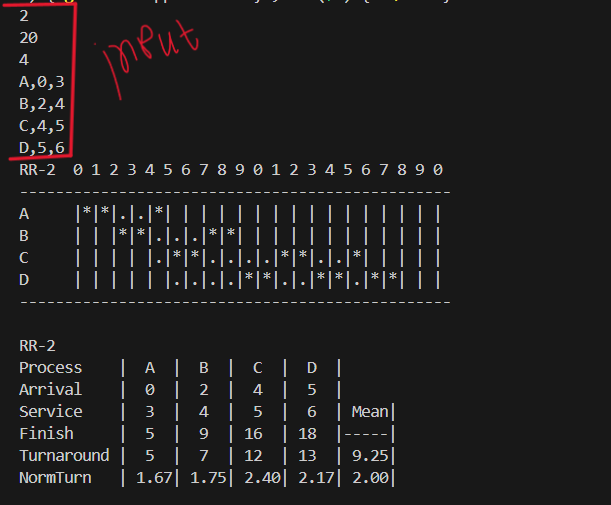 2
20
4
A,0,3
B,2,4
C,4,5
D,5,6
input
RR-2  0 1 2 3 4 5 6 7 8 9 0 1 2 3 4 5 6 7 8 9 0
------------------------------------------------
A     |*|*|.|.|*| | | | | | | | | | | | | | | |
B     | | |*|*|.|.|.|*|*| | | | | | | | | | | |
C     | | | | |.|*|*|.|.|.|.|*|*|.|.|*| | | | |
D     | | | | | |.|.|.|.|*|*|.|.|*|*|.|*|*| | |
------------------------------------------------
RR-2
Process    |  A  |  B  |  C  |  D  |
Arrival    |  0  |  2  |  4  |  5  |
Service    |  3  |  4  |  5  |  6  | Mean|
Finish     |  5  |  9  | 16  | 18  |-----|
Turnaround |  5  |  7  | 12  | 13  | 9.25|
NormTurn   | 1.67| 1.75| 2.40| 2.17| 2.00|